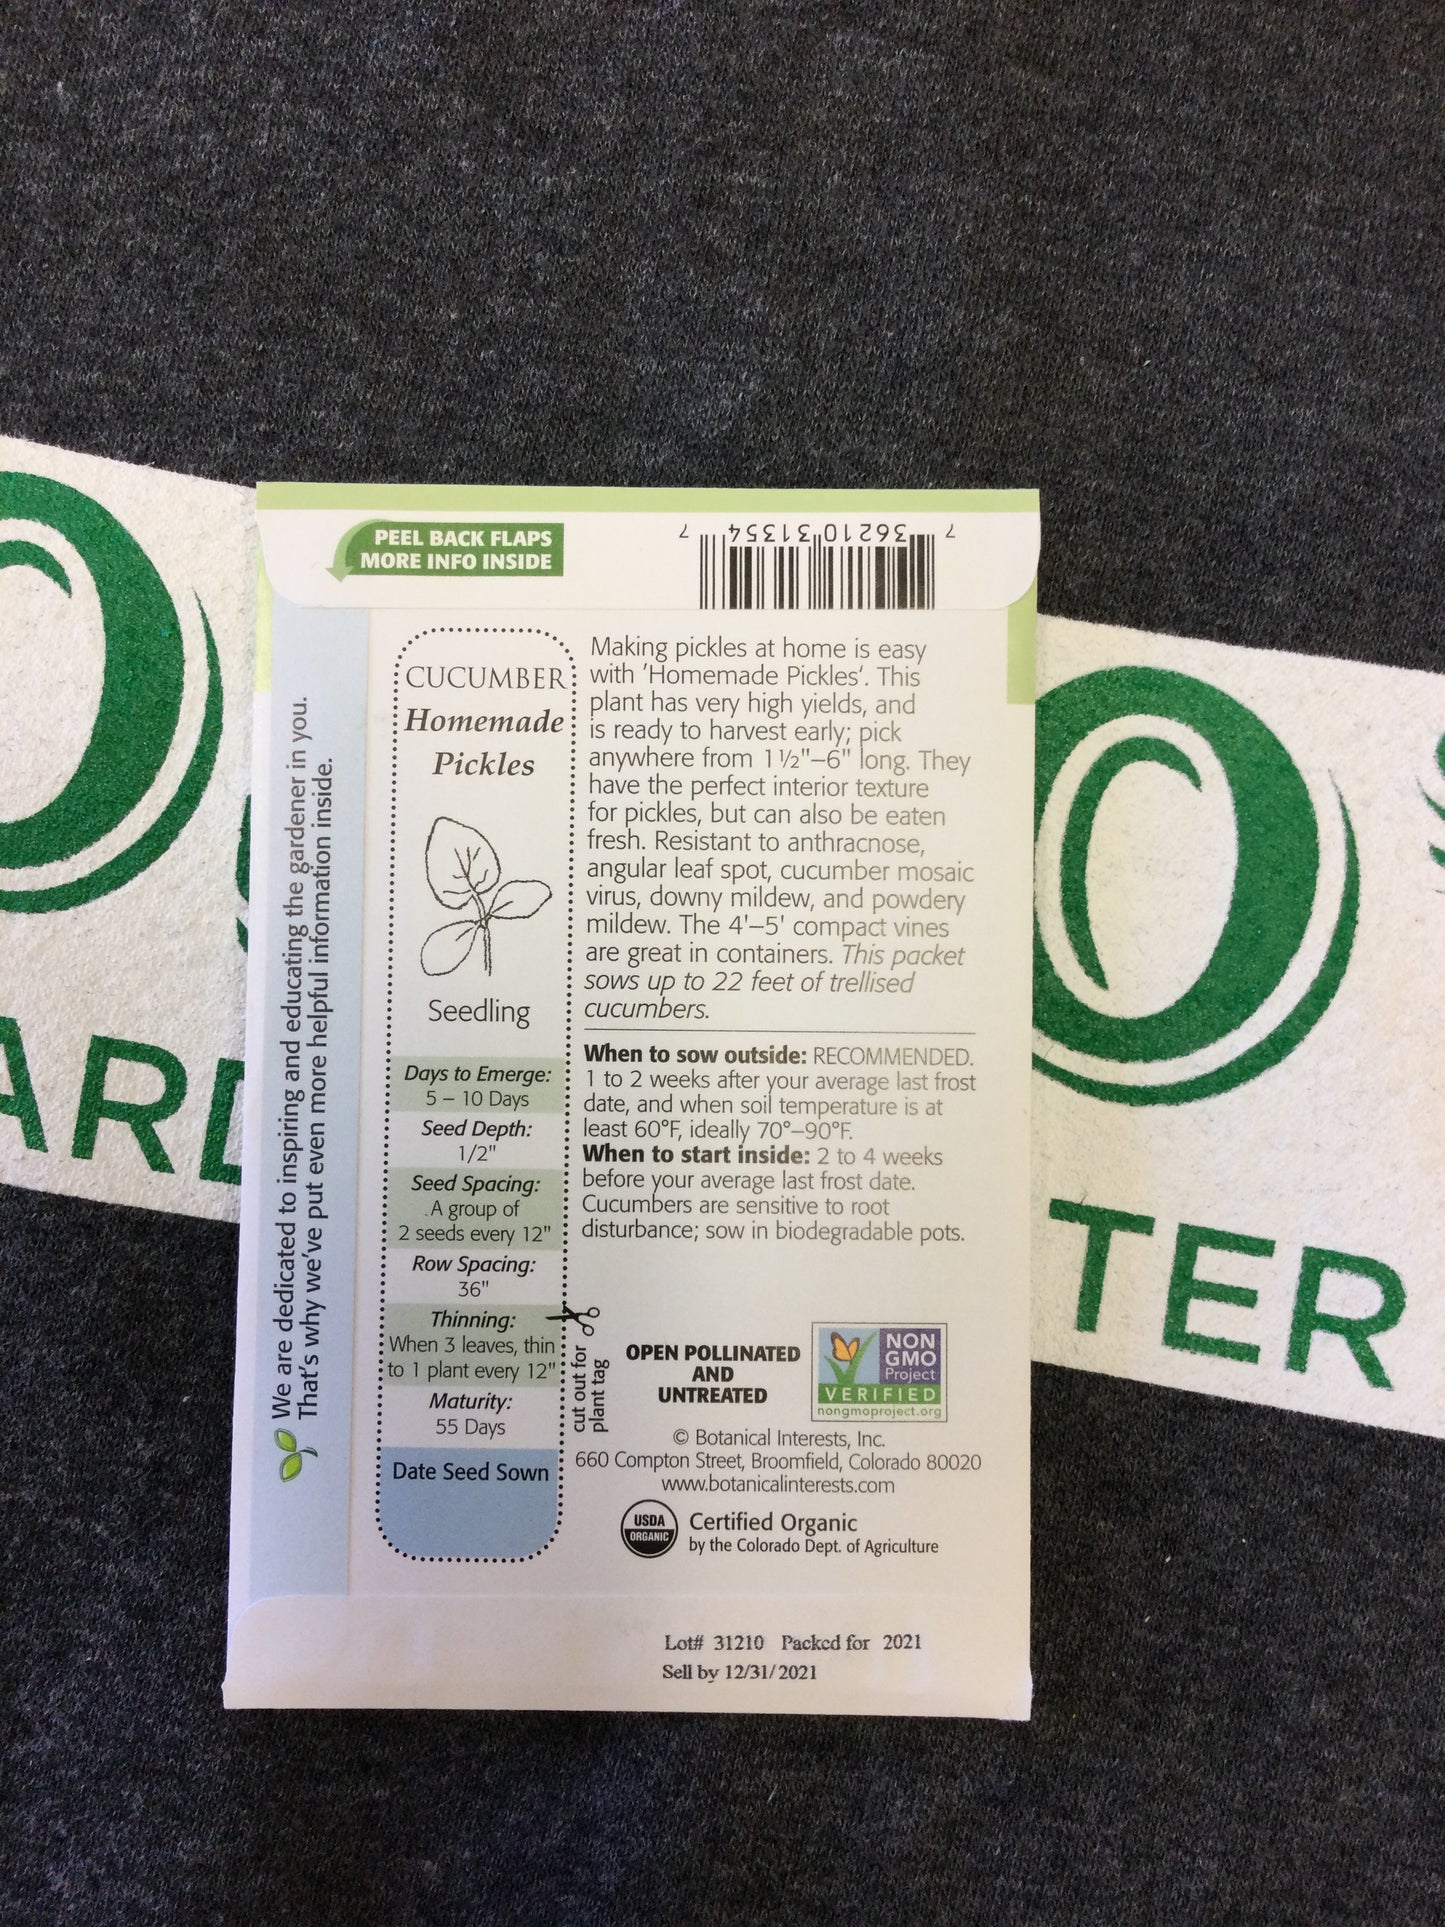 PEEL BACK FLAPS
MORE INFO INSIDE
7 36210 31354 7
We are dedicated to inspiring and educating the gardener in you.
That's why we've put even more helpful information inside.
CUCUMBER
Homemade
Pickles
Seedling
Days to Emerge:
5 – 10 Days
Seed Depth:
1/2"
Seed Spacing:
A group of
2 seeds every 12"
Row Spacing:
36"
Thinning:
When 3 leaves, thin
to 1 plant every 12"
Maturity:
55 Days
Date Seed Sown
cut out for
plant tag
Making pickles at home is easy
with 'Homemade Pickles'. This
plant has very high yields, and
is ready to harvest early; pick
anywhere from 1 ½"–6" long. They
have the perfect interior texture
for pickles, but can also be eaten
fresh. Resistant to anthracnose,
angular leaf spot, cucumber mosaic
virus, downy mildew, and powdery
mildew. The 4'–5' compact vines
are great in containers. This packet
sows up to 22 feet of trellised
cucumbers.
When to sow outside: RECOMMENDED.
1 to 2 weeks after your average last frost
date, and when soil temperature is at
least 60°F, ideally 70°–90°F.
When to start inside: 2 to 4 weeks
before your average last frost date.
Cucumbers are sensitive to root
disturbance; sow in biodegradable pots.
OPEN POLLINATED
AND
UNTREATED
NON
GMO
Project
VERIFIED
nongmoproject.org
© Botanical Interests, Inc.
660 Compton Street, Broomfield, Colorado 80020
www.botanicalinterests.com
USDA
ORGANIC
Certified Organic
by the Colorado Dept. of Agriculture
Lot# 31210 Packed for 2021
Sell by 12/31/2021
O
O
ARD
TER